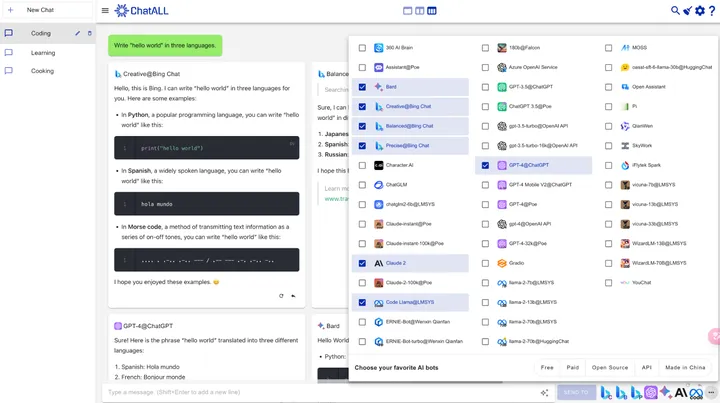 New Chat
ChatALL
Coding
Learning
Cooking
Write "hello world" in three languages.
Creative@Bing Chat
Hello, this is Bing. I can write "hello world" in three languages for
you. Here are some examples:
• In Python, a popular programming language, you can write "hello
world" like this:
print("hello world")
• In Spanish, a widely spoken language, you can write "hello
world" like this:
hola mundo
• In Morse code, a method of transmitting text information as a
series of on-off tones, you can write "hello world" like this:
I hope you enjoyed these examples. 😊
GPT-4@ChatGPT
Sure! Here is the phrase "hello world" translated into three different
languages:
1. Spanish: Hola mundo
2. French: Bonjour monde
Balance
Searchin
Sure, I can
in d
1. Japanes
2. Spanish:
3. Russian:
I hope this
Learn m
www.trav
Bard
Hello World
• Python:
360 AI Brain
Assistant@Poe
Bard
Creative@Bing Chat
Balanced@Bing Chat
Precise@Bing Chat
Character.AI
ChatGLM
chatglm2-6b@LMSYS
Claude-instant@Poe
Claude-instant-100k@Poe
Claude 2
Claude-2-100k@Poe
Code Llama@LMSYS
ERNIE-Bot@Wenxin Qianfan
ERNIE-Bot-turbo@Wenxin Qianfan
180b@Falcon
Azure OpenAI Service
GPT-3.5@ChatGPT
ChatGPT 3.5@Poe
gpt-3.5-turbo@OpenAI API
gpt-3.5-turbo-16k@OpenAI API
GPT-4@ChatGPT
GPT-4 Mobile V2@ChatGPT
GPT-4@Poe
gpt-4@OpenAI API
GPT-4-32k@Poe
Gradio
llama-2-7b@LMSYS
llama-2-13b@LMSYS
llama-2-70b@LMSYS
llama-2-70b@HuggingChat
MOSS
oasst-sft-6-llama-30b@HuggingChat
Open Assistant
Pi
QianWen
SkyWork
iFlytek Spark
vicuna-7b@LMSYS
vicuna-13b@LMSYS
vicuna-33b@LMSYS
WizardLM-13B@LMSYS
WizardLM-70B@LMSYS
YouChat
Choose your favorite AI bots
Free
Paid
Open Source
API
Made in China
Type a message (Shift+Enter to add a new line)
SEND TO